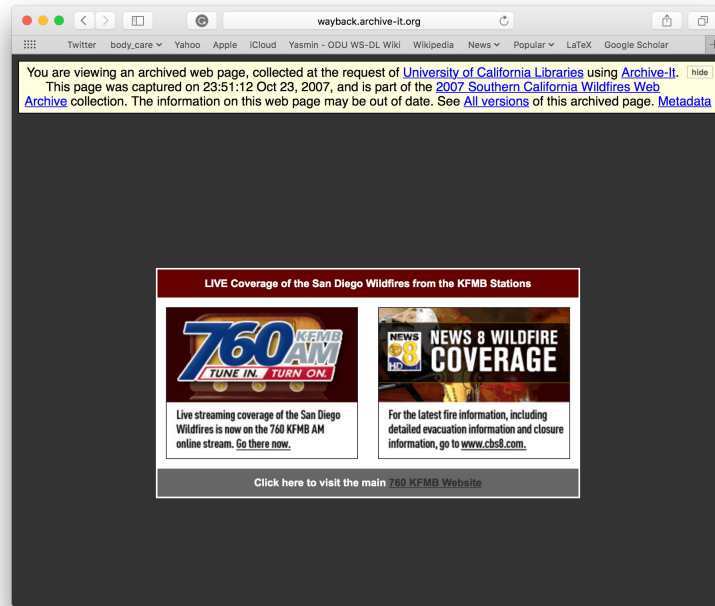 wayback.archive-it.org
Twitter body_care Yahoo Apple iCloud Yasmin - ODU WS-DL Wiki Wikipedia News Popular LaTeX Google Scholar
You are viewing an archived web page, collected at the request of University of California Libraries using Archive-It. hide
This page was captured on 23:51:12 Oct 23, 2007, and is part of the 2007 Southern California Wildfires Web
Archive collection. The information on this web page may be out of date. See All versions of this archived page. Metadata
LIVE Coverage of the San Diego Wildfires from the KFMB Stations
760 KFMB AM
TUNE IN. TURN ON.
NEWS 8 HD
NEWS 8 WILDFIRE
COVERAGE
Live streaming coverage of the San Diego
Wildfires is now on the 760 KFMB AM
online stream. Go there now.
For the latest fire information, including
detailed evacuation information and closure
information, go to www.cbs8.com.
Click here to visit the main 760 KFMB Website